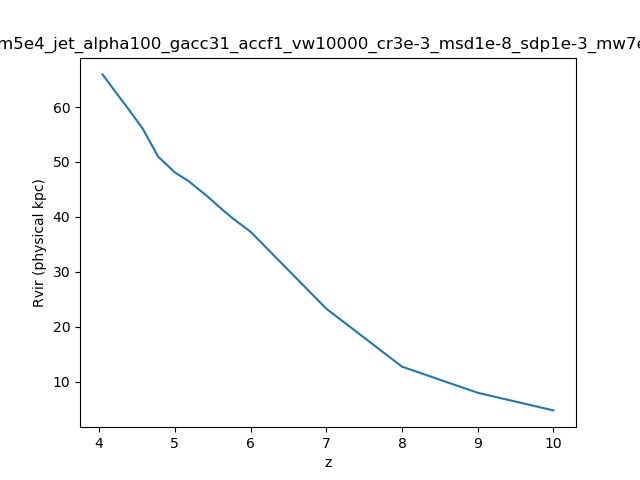 m5e4_jet_alpha100_gacc31_accf1_vw10000_cr3e-3_msd1e-8_sdp1e-3_mw7e
Rvir (physical kpc)
60
50
40
30
20
10
4 5 6 7 8 9 10
z